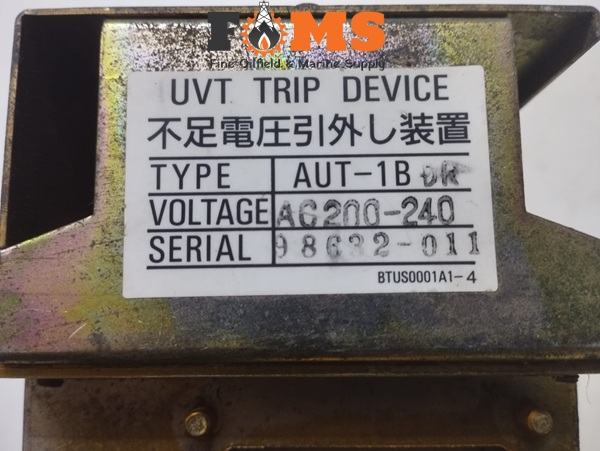 FOMS
Fine Oilfield & Marine Supply
UVT TRIP DEVICE
不足電圧引外し装置
TYPE AUT-1B DR
VOLTAGE AC200-240
SERIAL 98632-011
BTUS0001A1-4